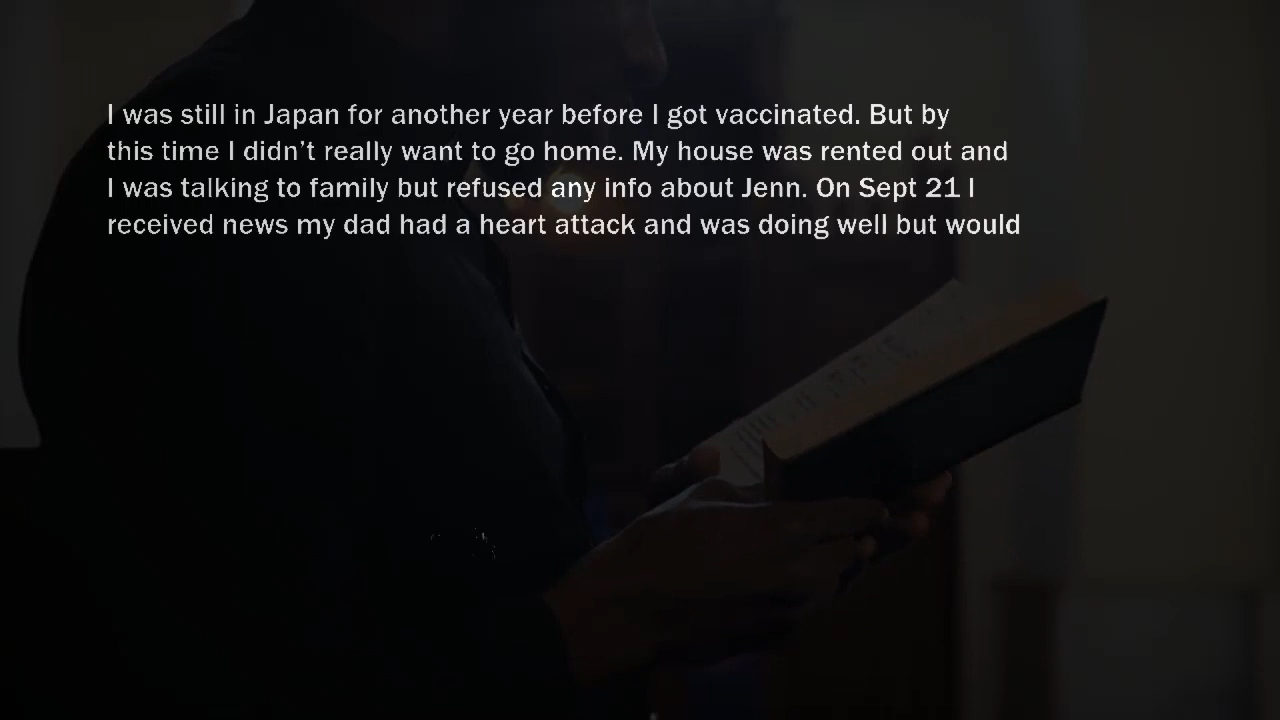 I was still in Japan for another year before I got vaccinated. But by
this time I didn't really want to go home. My house was rented out and
I was talking to family but refused any info about Jenn. On Sept 21 I
received news my dad had a heart attack and was doing well but would